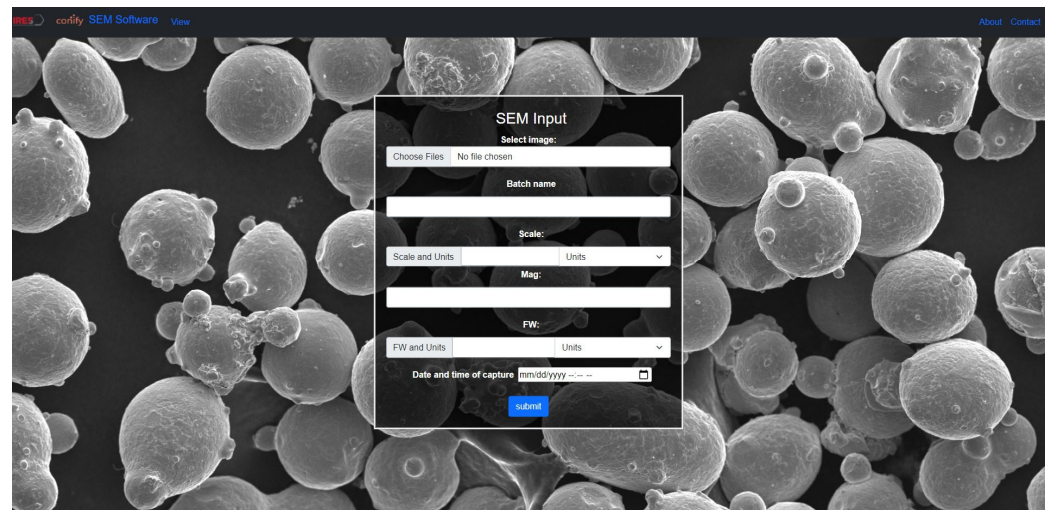 IRES conify SEM Software View About Contact
SEM Input
Select image:
Choose Files No file chosen
Batch name
Scale:
Scale and Units Units
Mag:
FW:
FW and Units Units
Date and time of capture mm/dd/yyyy --:-- --
submit